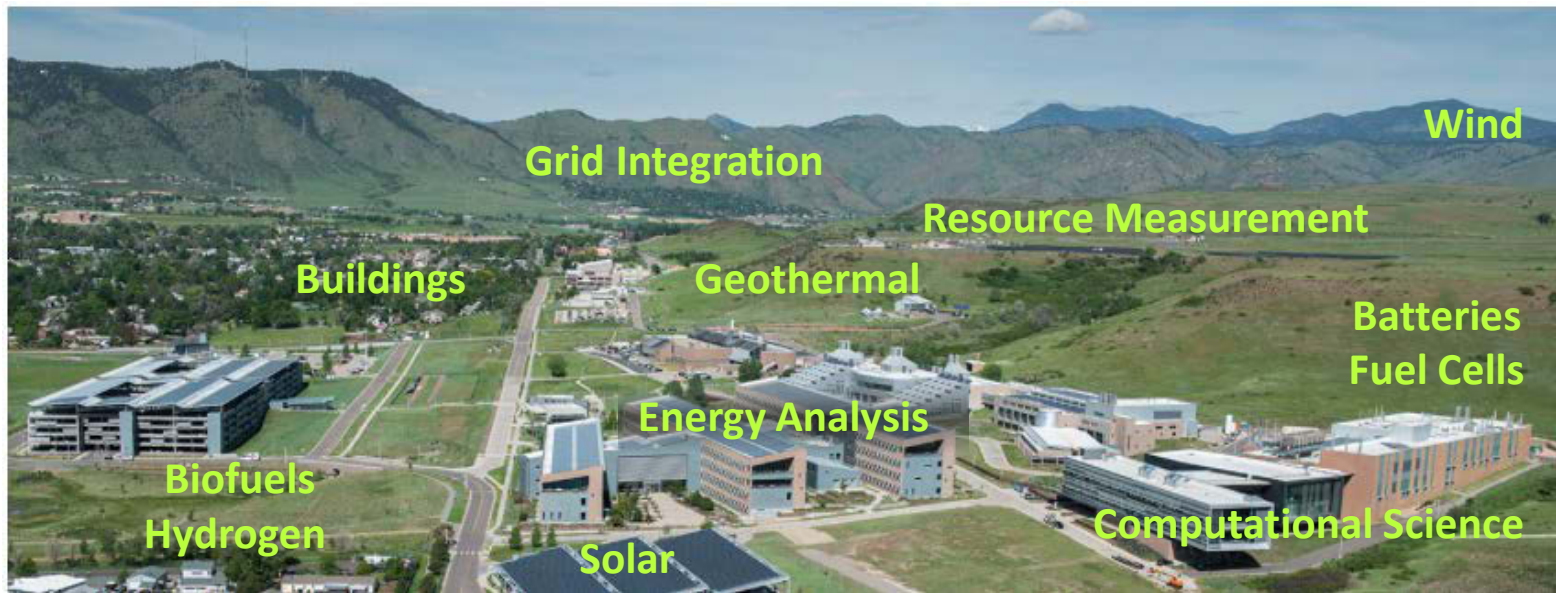 Wind
Grid Integration
Resource Measurement
Buildings
Geothermal
Batteries
Fuel Cells
Energy Analysis
Biofuels
Hydrogen
Computational Science
Solar